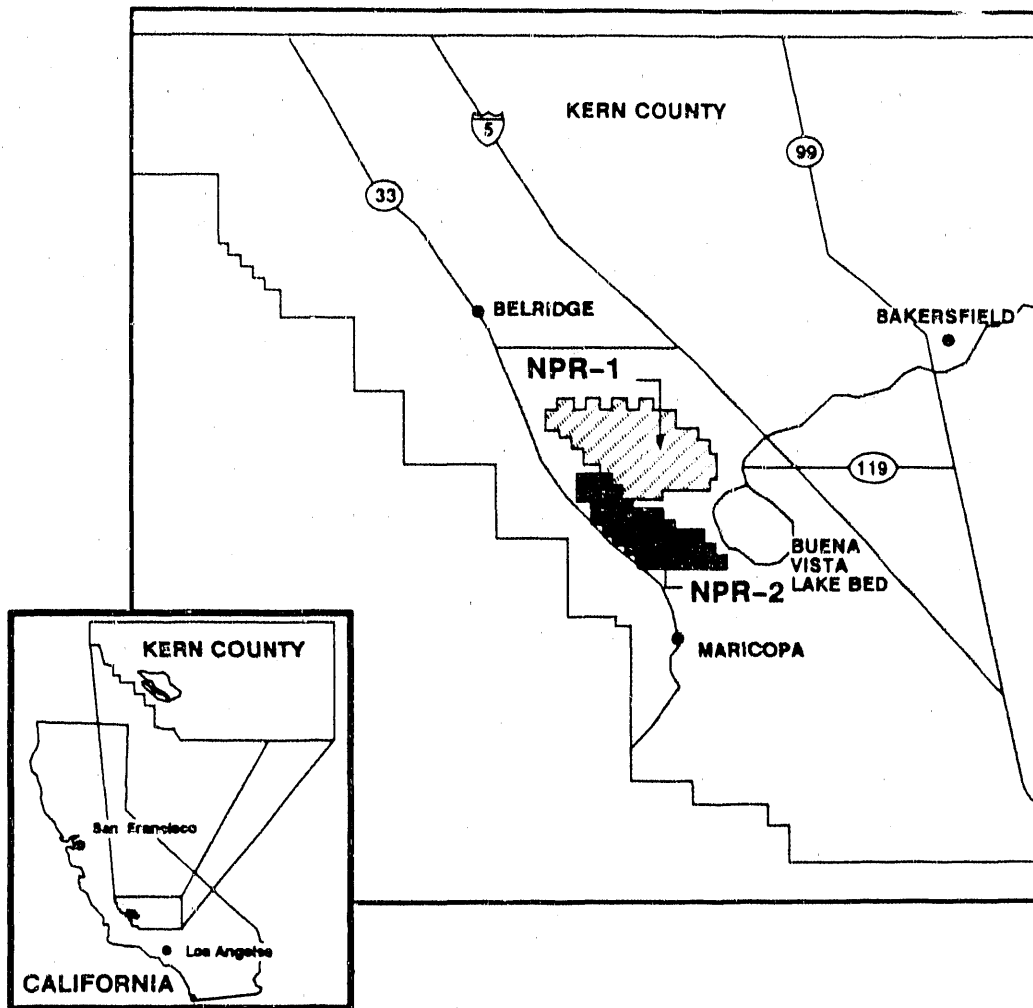 KERN COUNTY
5
99
33
BELRIDGE
BAKERSFIELD
NPR-1
119
BUENA
VISTA
LAKE BED
NPR-2
MARICOPA
KERN COUNTY
San Francisco
Los Angeles
CALIFORNIA